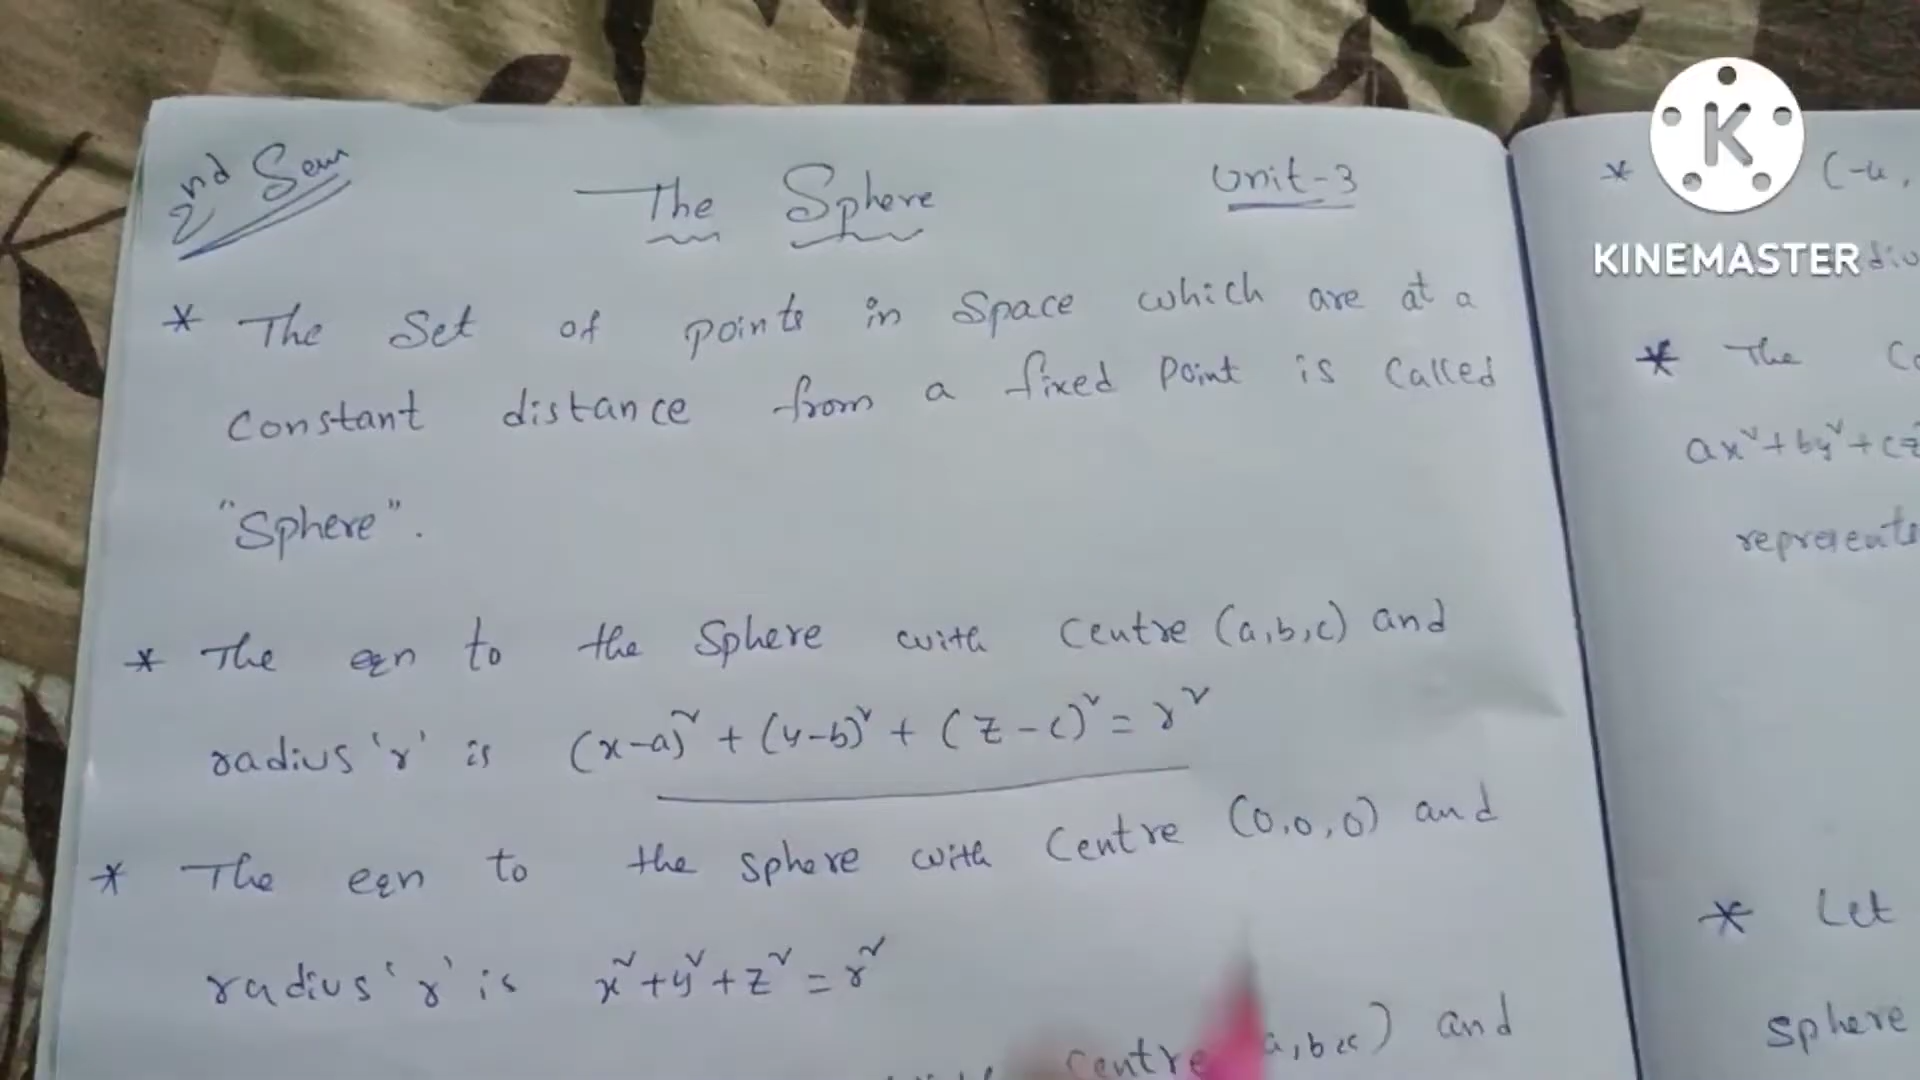 2nd Sem
The Sphere
Unit-3
* The Set of points in Space which are at a
constant distance from a fixed point is called
"Sphere".
* The eqn to the Sphere with Centre (a,b,c) and
radius 'r' is (x-a)² + (y-b)² + (z-c)² = r²
* The eqn to the sphere with Centre (0,0,0) and
radius 'r' is x²+y²+z² = r²
centre a,b,c) and
* (-u,
KINEMASTER
* The
ax²+by²+cz
represents
* Let
sphere